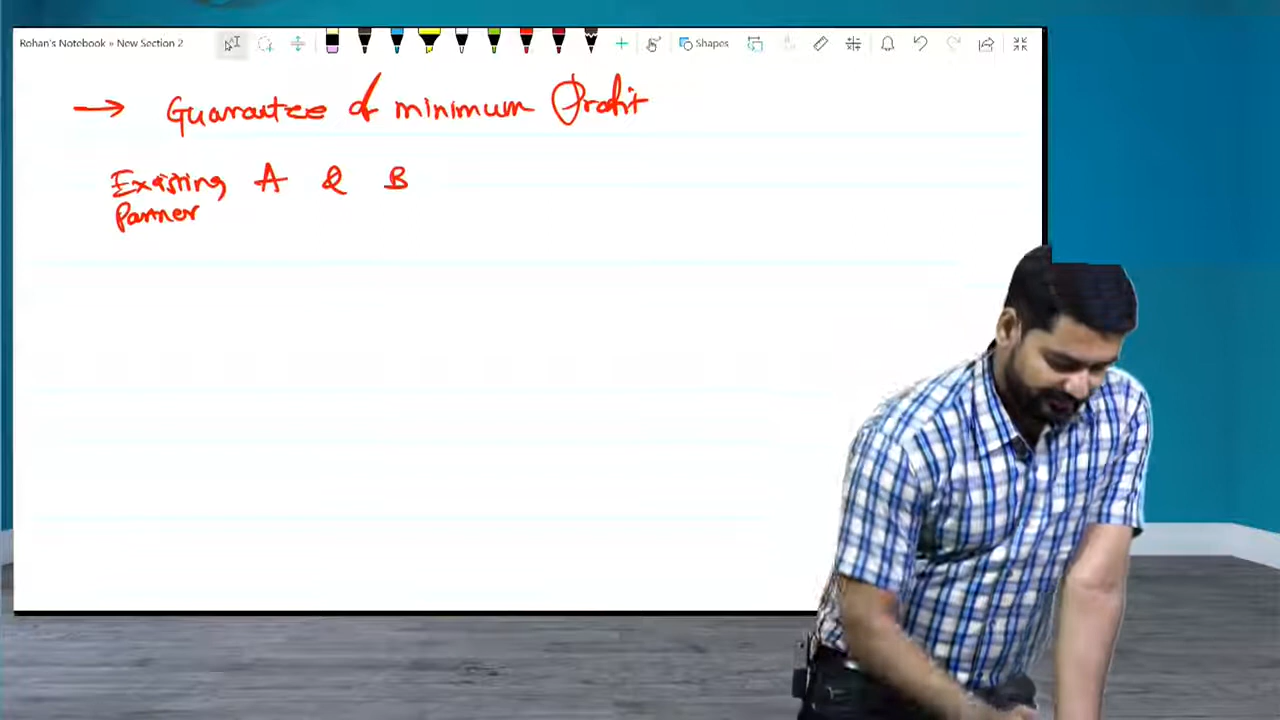 Rohan's Notebook » New Section 2
Shapes
→ Guarantee of minimum Profit
Existing A & B
Partner